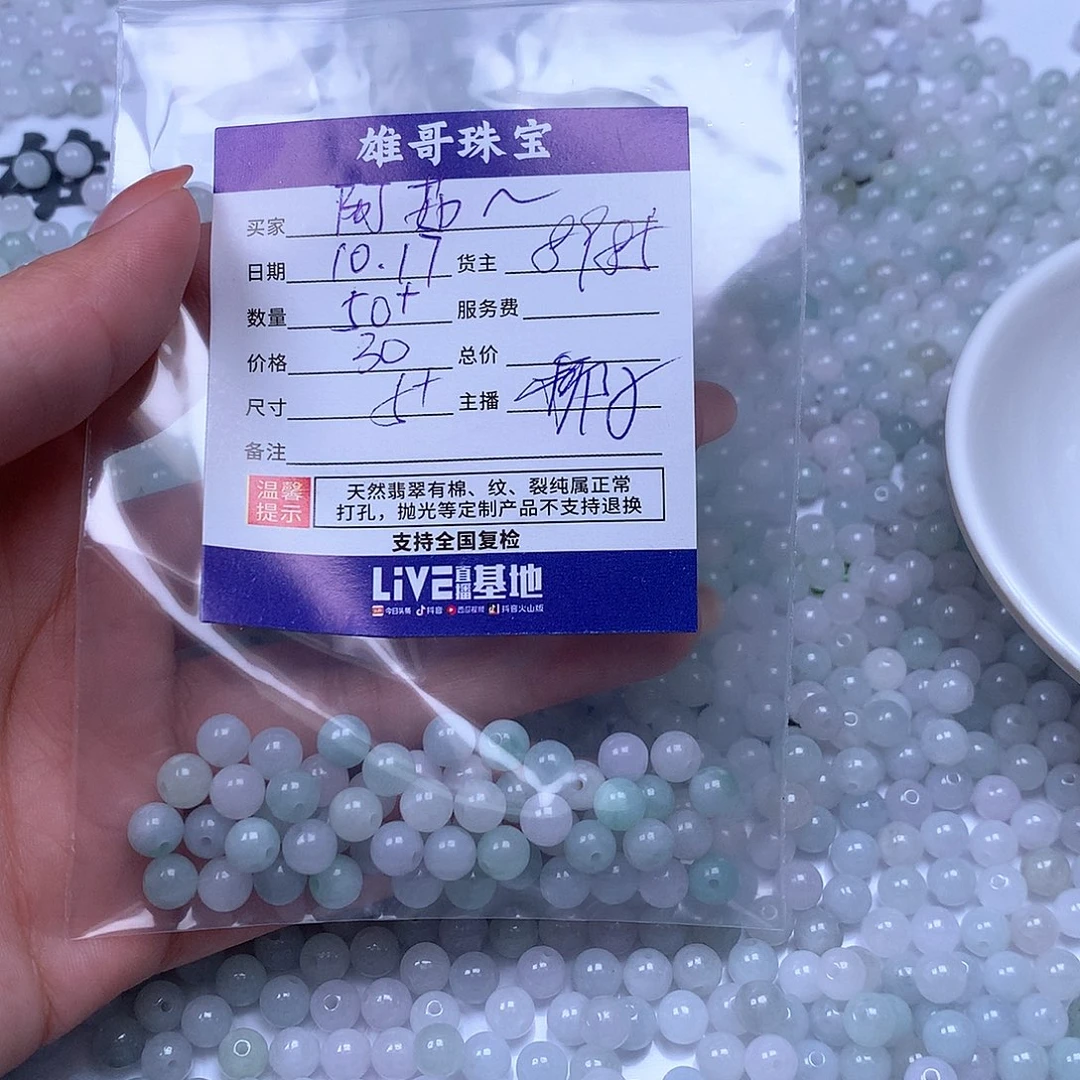 雄哥珠宝
买家
日期 10.17 货主
数量 50+ 服务费
价格 30 总价
尺寸 5+ 主播
备注
温馨提示
天然翡翠有棉、纹、裂纯属正常
打孔，抛光等定制产品不支持退换
支持全国复检
LiVE直播基地
今日头条 抖音 西瓜视频 抖音火山版